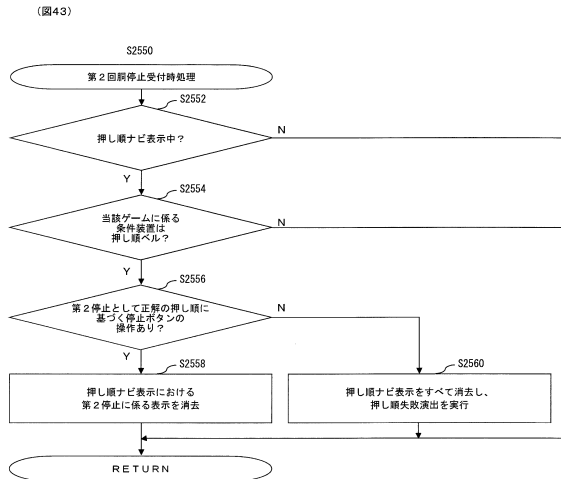 （図43）
S2550
第２回胴停止受付時処理
S2552
押し順ナビ表示中？
N
Y
S2554
当該ゲームに係る
条件装置は
押し順ベル？
N
Y
S2556
第２停止として正解の押し順に
基づく停止ボタンの
操作あり？
N
Y
S2558
押し順ナビ表示における
第２停止に係る表示を消去
S2560
押し順ナビ表示をすべて消去し、
押し順失敗演出を実行
RETURN